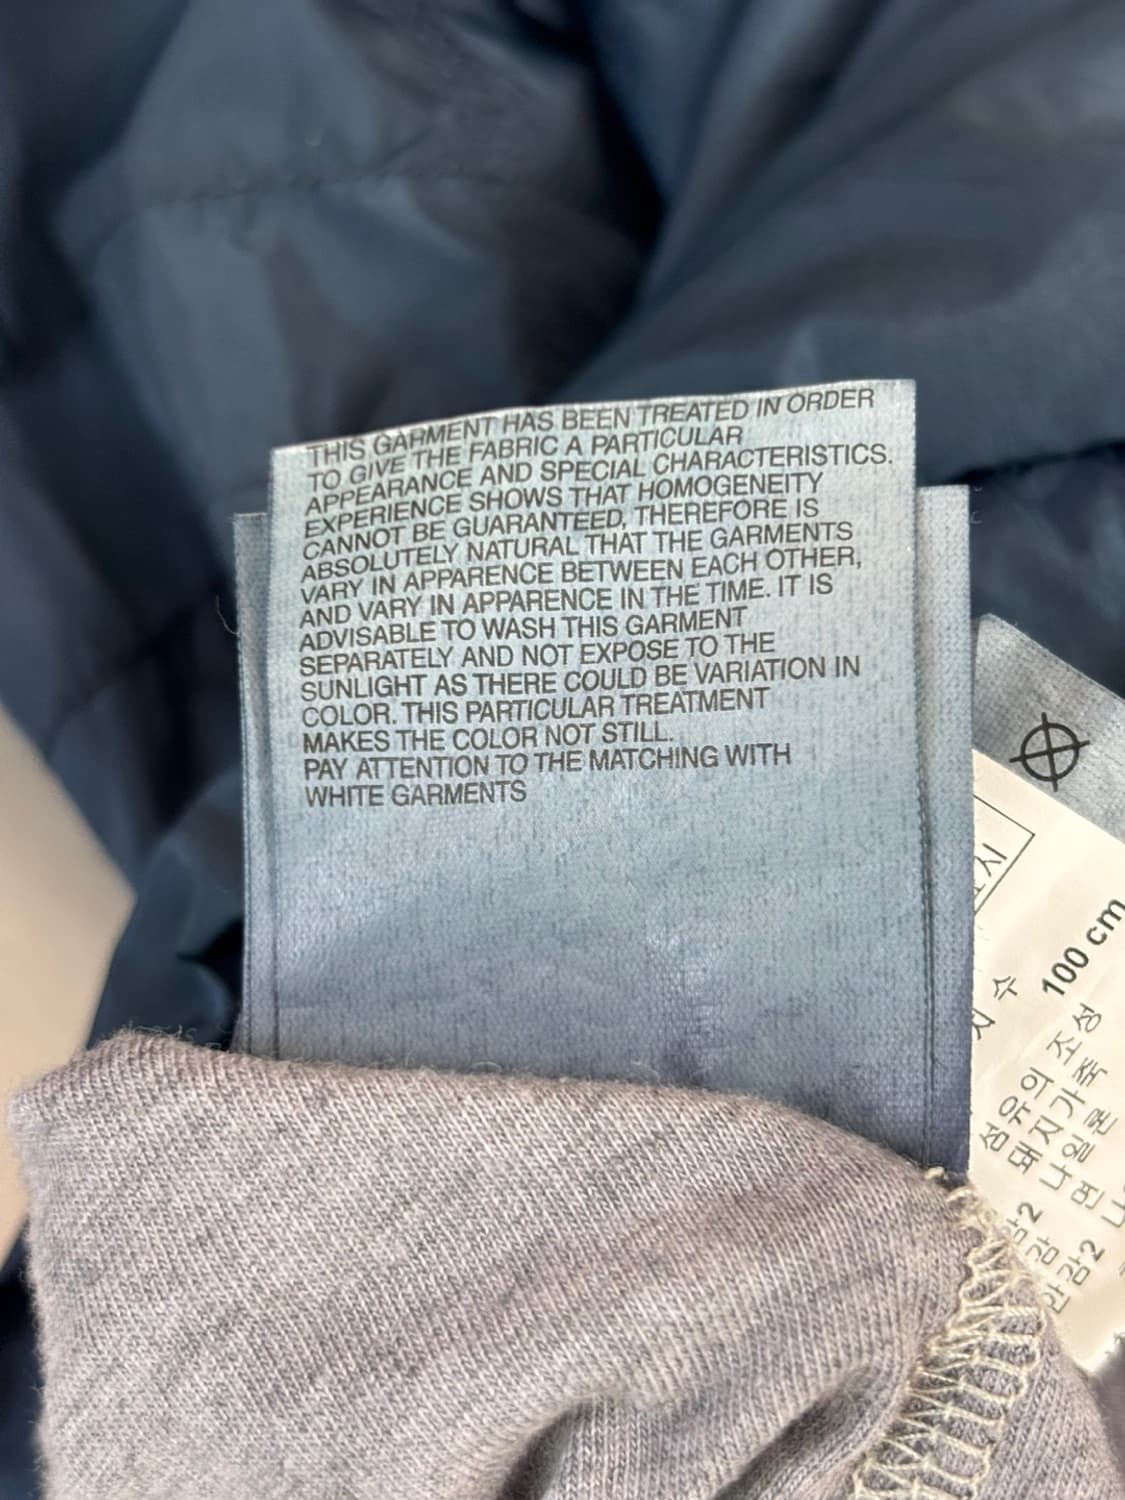 THIS GARMENT HAS BEEN TREATED IN ORDER
TO GIVE THE FABRIC A PARTICULAR
APPEARANCE AND SPECIAL CHARACTERISTICS.
EXPERIENCE SHOWS THAT HOMOGENEITY
CANNOT BE GUARANTEED, THEREFORE IS
ABSOLUTELY NATURAL THAT THE GARMENTS
VARY IN APPARENCE BETWEEN EACH OTHER,
AND VARY IN APPARENCE IN THE TIME. IT IS
ADVISABLE TO WASH THIS GARMENT
SEPARATELY AND NOT EXPOSE TO THE
SUNLIGHT AS THERE COULD BE VARIATION IN
COLOR. THIS PARTICULAR TREATMENT
MAKES THE COLOR NOT STILL.
PAY ATTENTION TO THE MATCHING WITH
WHITE GARMENTS
100 cm
섬유의 조성
돼지가죽
나일론